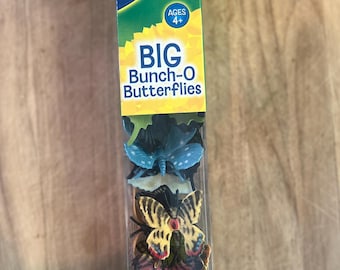 AGES
4+
BIG
Bunch-O
Butterflies